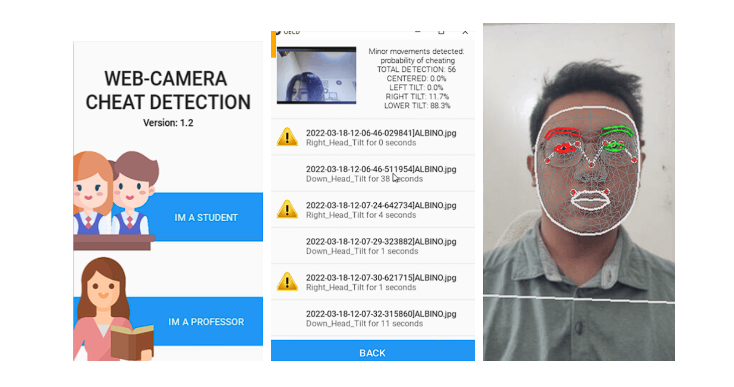 WEB-CAMERA
CHEAT DETECTION
Version: 1.2
IM A STUDENT
IM A PROFESSOR
Minor movements detected:
probability of cheating
TOTAL DETECTION: 56
CENTERED: 0.0%
LEFT TILT: 0.0%
RIGHT TILT: 11.7%
LOWER TILT: 88.3%
2022-03-18-12-06-46-029841]ALBINO.jpg
Right_Head_Tilt for 0 seconds
2022-03-18-12-06-46-511954]ALBINO.jpg
Down_Head_Tilt for 38 seconds
2022-03-18-12-07-24-642734]ALBINO.jpg
Right_Head_Tilt for 4 seconds
2022-03-18-12-07-29-323882]ALBINO.jpg
Down_Head_Tilt for 1 seconds
2022-03-18-12-07-30-621715]ALBINO.jpg
Right_Head_Tilt for 1 seconds
2022-03-18-12-07-32-315860]ALBINO.jpg
Down_Head_Tilt for 11 seconds
BACK